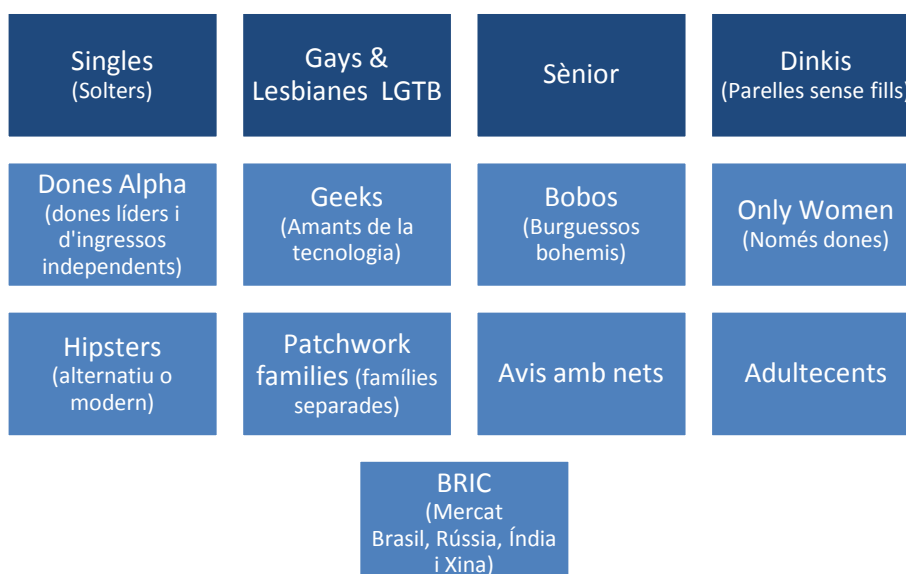 Singles
(Solters)
Gays &
Lesbianes LGTB
Sènior
Dinkis
(Parelles sense fills)
Dones Alpha
(dones líders i
d'ingressos
independents)
Geeks
(Amants de la
tecnologia)
Bobos
(Burguessos
bohemis)
Only Women
(Només dones)
Hipsters
(alternatiu o
modern)
Patchwork
families (famílies
separades)
Avis amb nets
Adultecents
BRIC
(Mercat
Brasil, Rússia, Índia
i Xina)